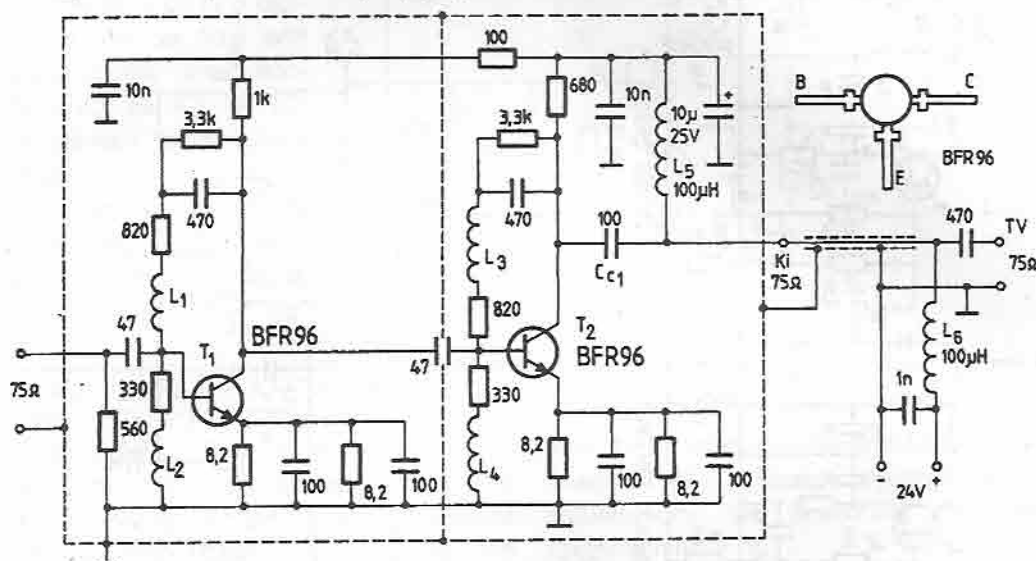 100
10n
1k
680
10n
10µ
25V
+
B
C
E
BFR96
3,3k
3,3k
470
470
L5
100µH
820
L3
100
Cc1
Ki
75Ω
470
TV
75Ω
L1
820
47
BFR96
T1
T2
BFR96
L6
100µH
75Ω
330
47
330
1n
560
L2
8,2
100
8,2
100
L4
8,2
100
8,2
100
-
+
24V